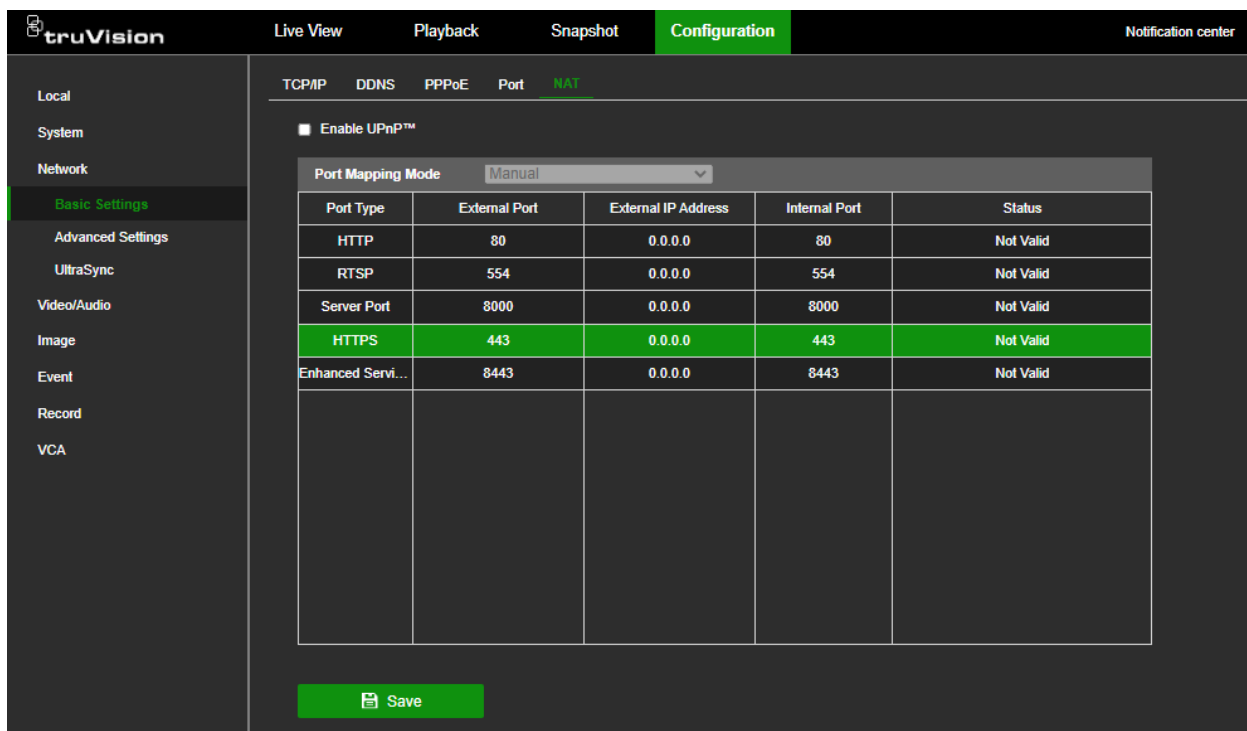 truVision Live View Playback Snapshot Configuration Notification center
TCP/IP DDNS PPPoE Port NAT
Local
System
Network
Basic Settings
Advanced Settings
UltraSync
Video/Audio
Image
Event
Record
VCA
Enable UPnP™
Port Mapping Mode Manual
Port Type External Port External IP Address Internal Port Status
HTTP 80 0.0.0.0 80 Not Valid
RTSP 554 0.0.0.0 554 Not Valid
Server Port 8000 0.0.0.0 8000 Not Valid
HTTPS 443 0.0.0.0 443 Not Valid
Enhanced Servi... 8443 0.0.0.0 8443 Not Valid
Save